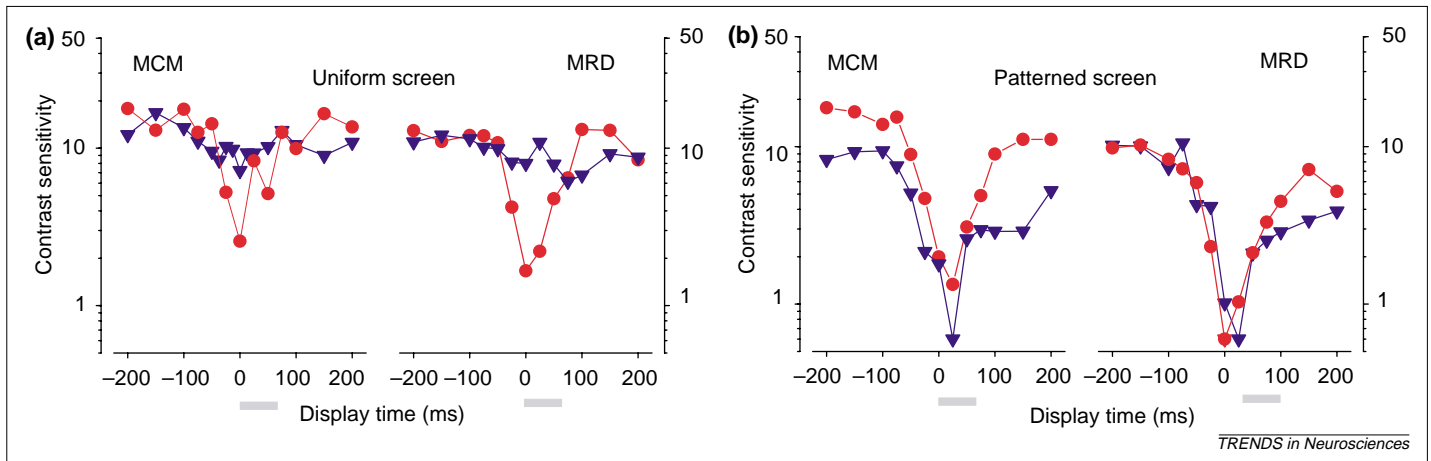 (a)
50
10
1
Contrast sensitivity
MCM
Uniform screen
MRD
50
10
1
–200 –100 0 100 200
–200 –100 0 100 200
Display time (ms)
(b)
50
10
1
Contrast sensitivity
MCM
Patterned screen
MRD
50
10
1
–200 –100 0 100 200
–200 –100 0 100 200
Display time (ms)
TRENDS in Neurosciences